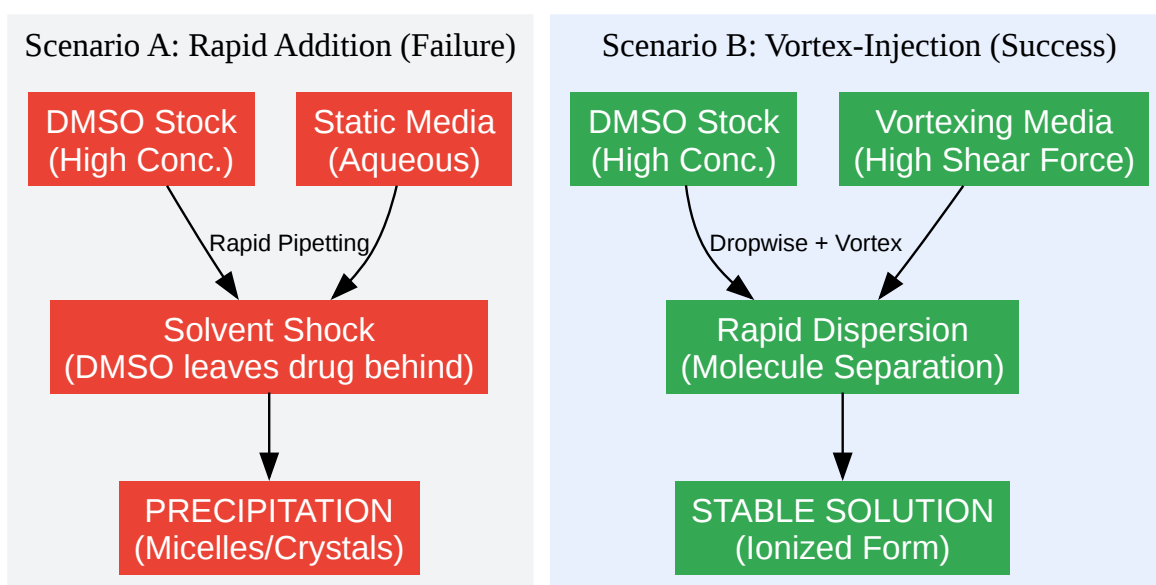 Scenario A: Rapid Addition (Failure)
DMSO Stock
(High Conc.)
Static Media
(Aqueous)
Rapid Pipetting
Solvent Shock
(DMSO leaves drug behind)
PRECIPITATION
(Micelles/Crystals)
Scenario B: Vortex-Injection (Success)
DMSO Stock
(High Conc.)
Vortexing Media
(High Shear Force)
Dropwise + Vortex
Rapid Dispersion
(Molecule Separation)
STABLE SOLUTION
(Ionized Form)